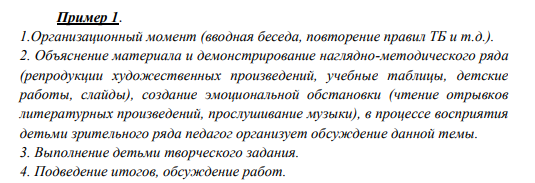 Пример 1.
1.Организационный момент (вводная беседа, повторение правил ТБ и т.д.).
2. Объяснение материала и демонстрирование наглядно-методического ряда
(репродукции художественных произведений, учебные таблицы, детские
работы, слайды), создание эмоциональной обстановки (чтение отрывков
литературных произведений, прослушивание музыки), в процессе восприятия
детьми зрительного ряда педагог организует обсуждение данной темы.
3. Выполнение детьми творческого задания.
4. Подведение итогов, обсуждение работ.